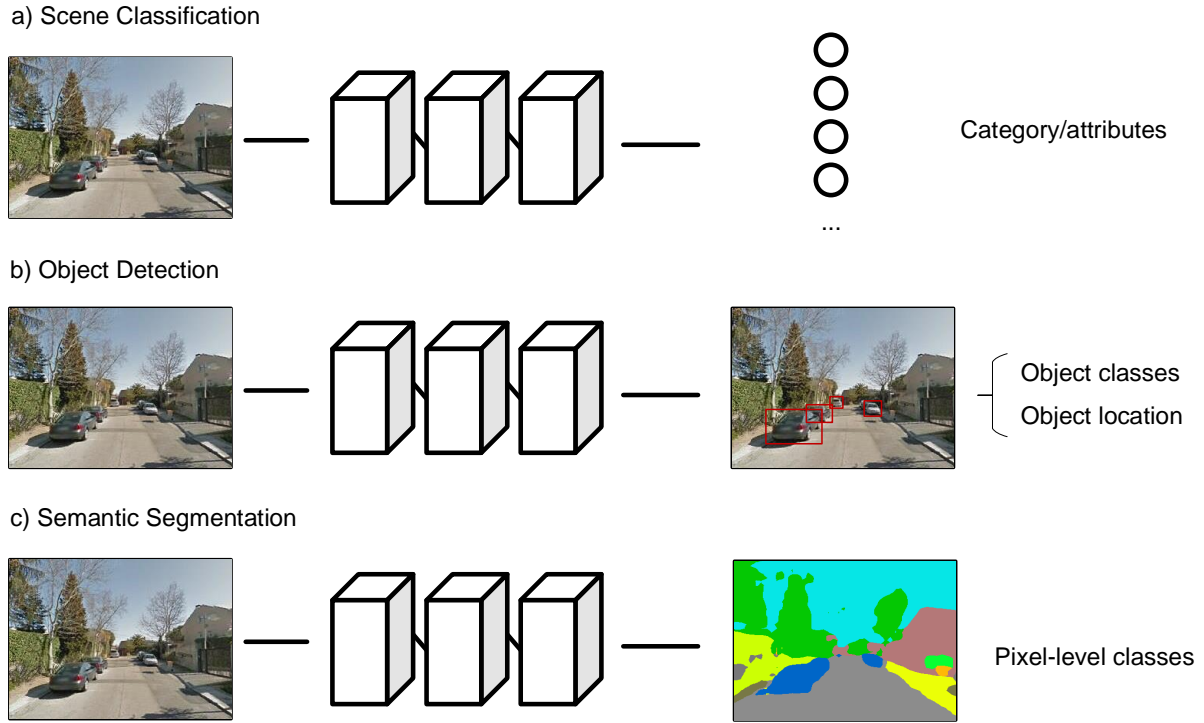 a) Scene Classification
Category/attributes
...
b) Object Detection
Object classes
Object location
c) Semantic Segmentation
Pixel-level classes